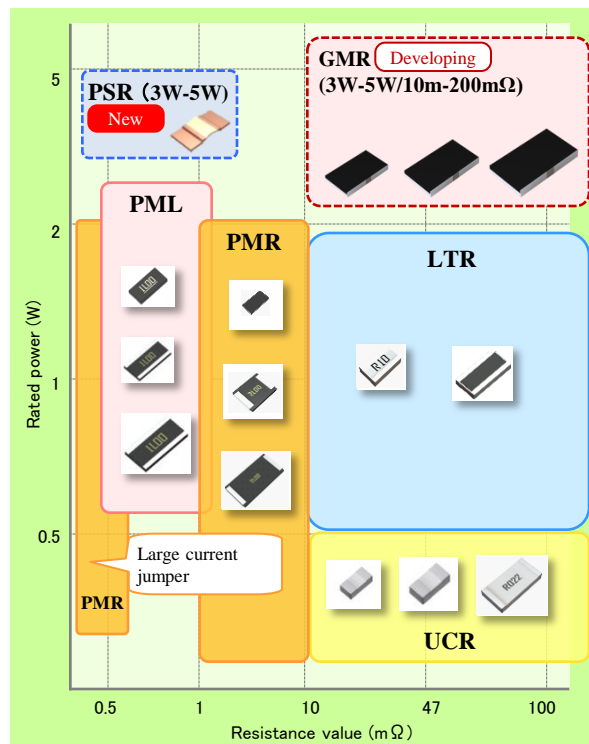 5
PSR (3W-5W)
New
GMR
Developing
(3W-5W/10m-200mΩ)
2
PML
PMR
LTR
R10
Rated power (W)
1
0.5
Large current
jumper
PMR
R022
UCR
0.5
1
10
47
100
Resistance value (mΩ)